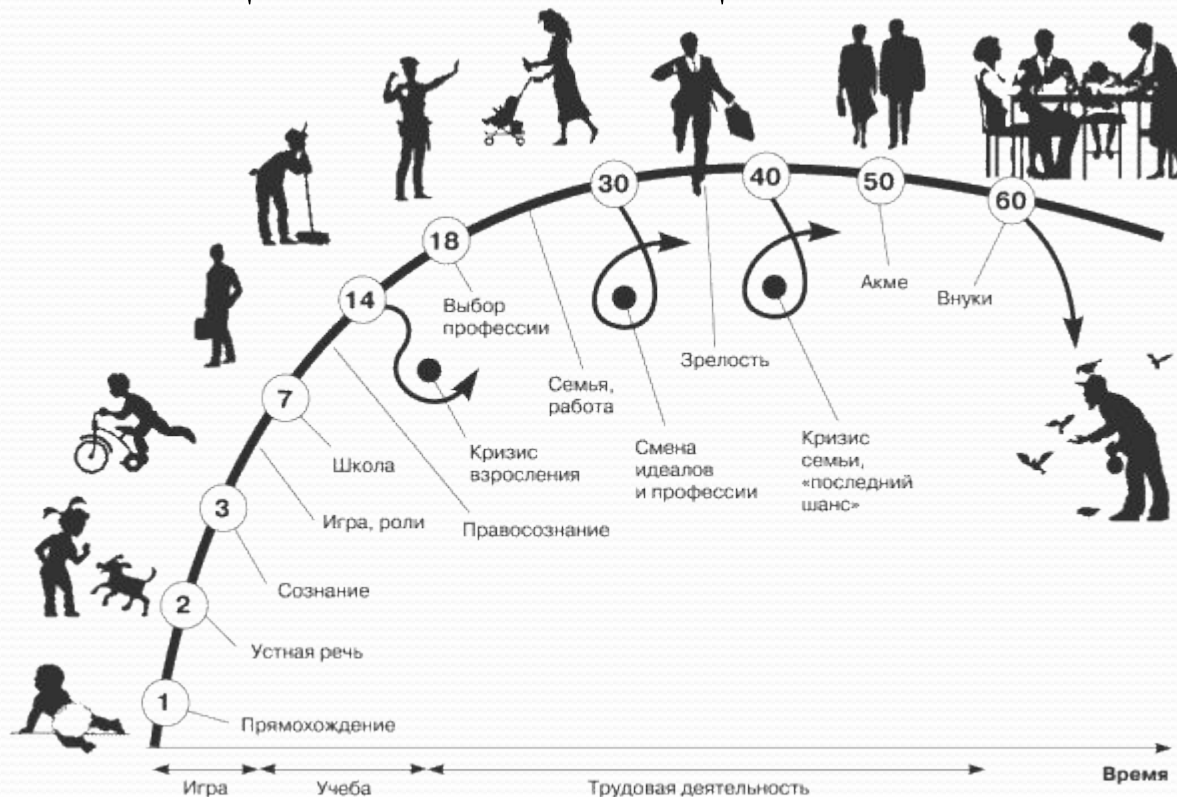 30
40
50
60
18
14
7
3
2
1
Выбор
профессии
Акме
Внуки
Зрелость
Семья,
работа
Кризис
взросления
Смена
идеалов
и профессии
Кризис
семьи,
«последний
шанс»
Школа
Игра, роли
Правосознание
Сознание
Устная речь
Прямохождение
Игра
Учеба
Трудовая деятельность
Время